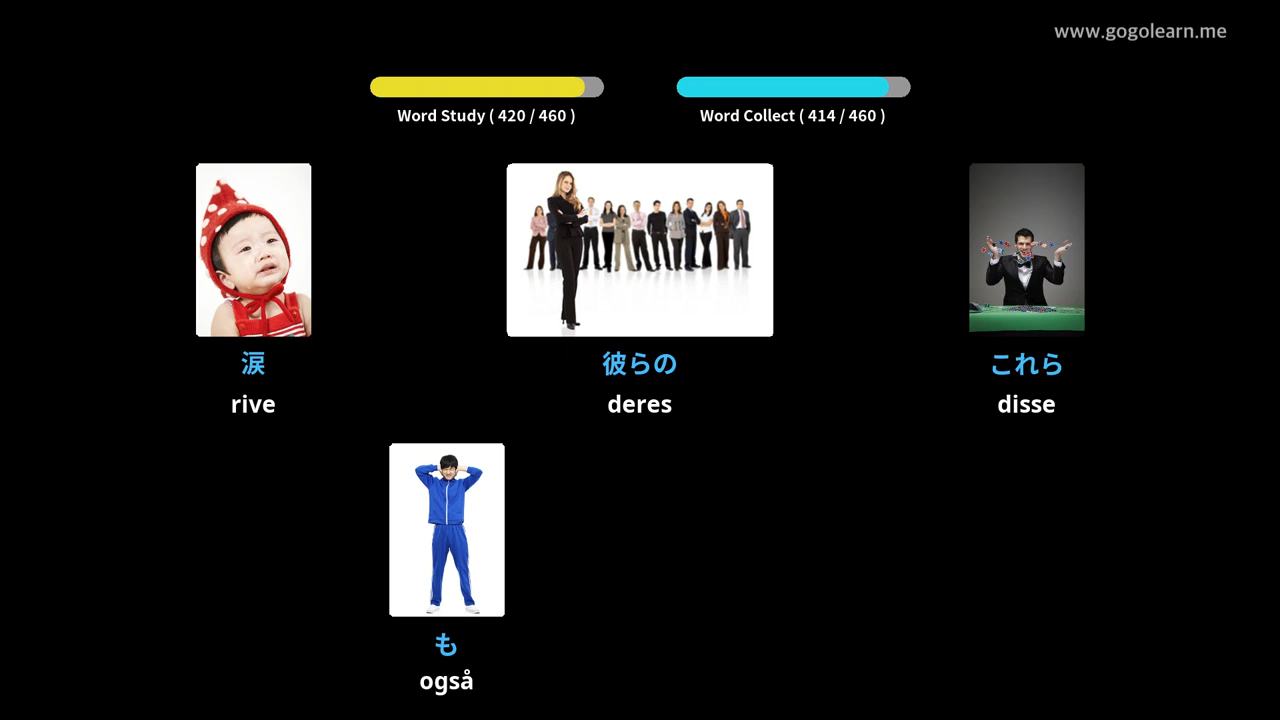 www.gogolearn.me
Word Study ( 420 / 460 )
Word Collect ( 414 / 460 )
涙
rive
彼らの
deres
これら
disse
も
også